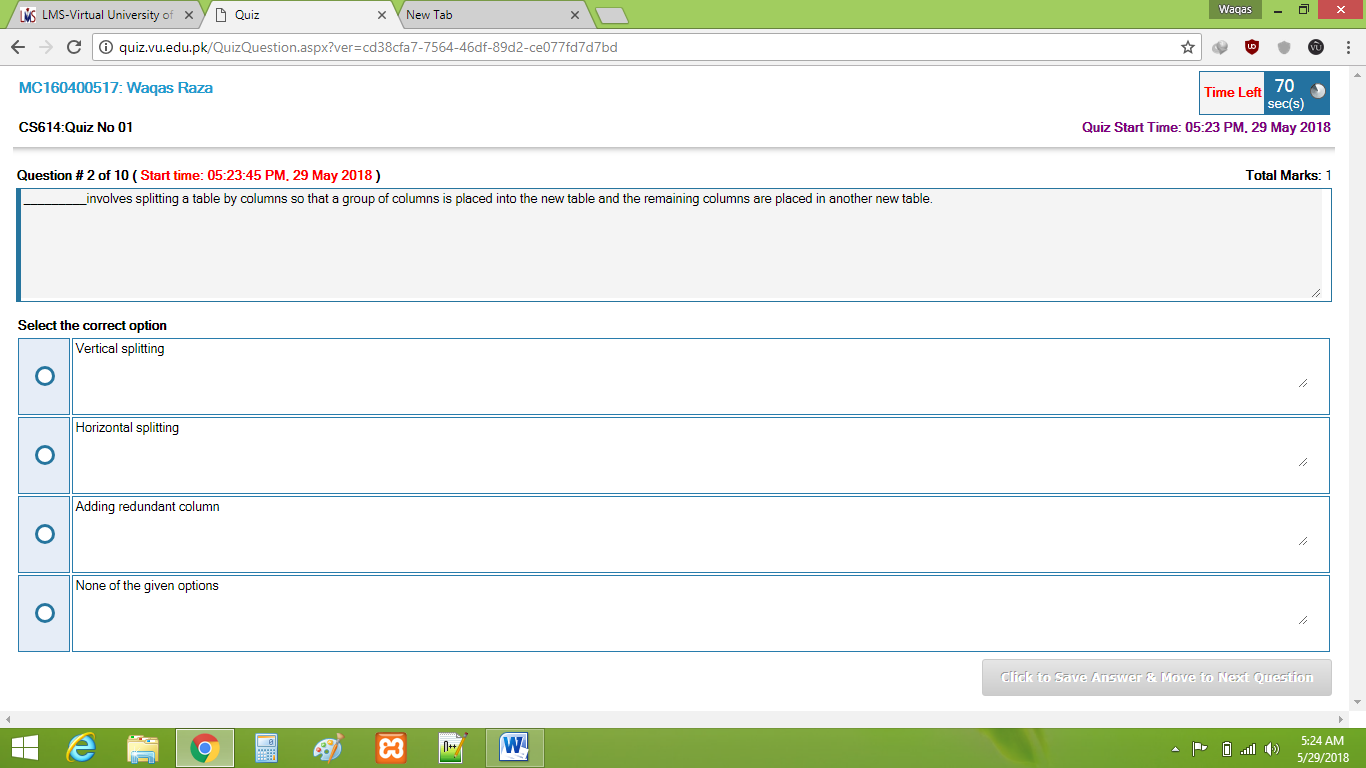 LMS-Virtual University of
Quiz
New Tab
Waqas
quiz.vu.edu.pk/QuizQuestion.aspx?ver=cd38cfa7-7564-46df-89d2-ce077fd7d7bd
MC160400517: Waqas Raza
Time Left 70 sec(s)
CS614:Quiz No 01
Quiz Start Time: 05:23 PM, 29 May 2018
Question # 2 of 10 ( Start time: 05:23:45 PM, 29 May 2018 )
Total Marks: 1
_________involves splitting a table by columns so that a group of columns is placed into the new table and the remaining columns are placed in another new table.
Select the correct option
Vertical splitting
Horizontal splitting
Adding redundant column
None of the given options
Click to Save Answer & Move to Next Question
5:24 AM
5/29/2018